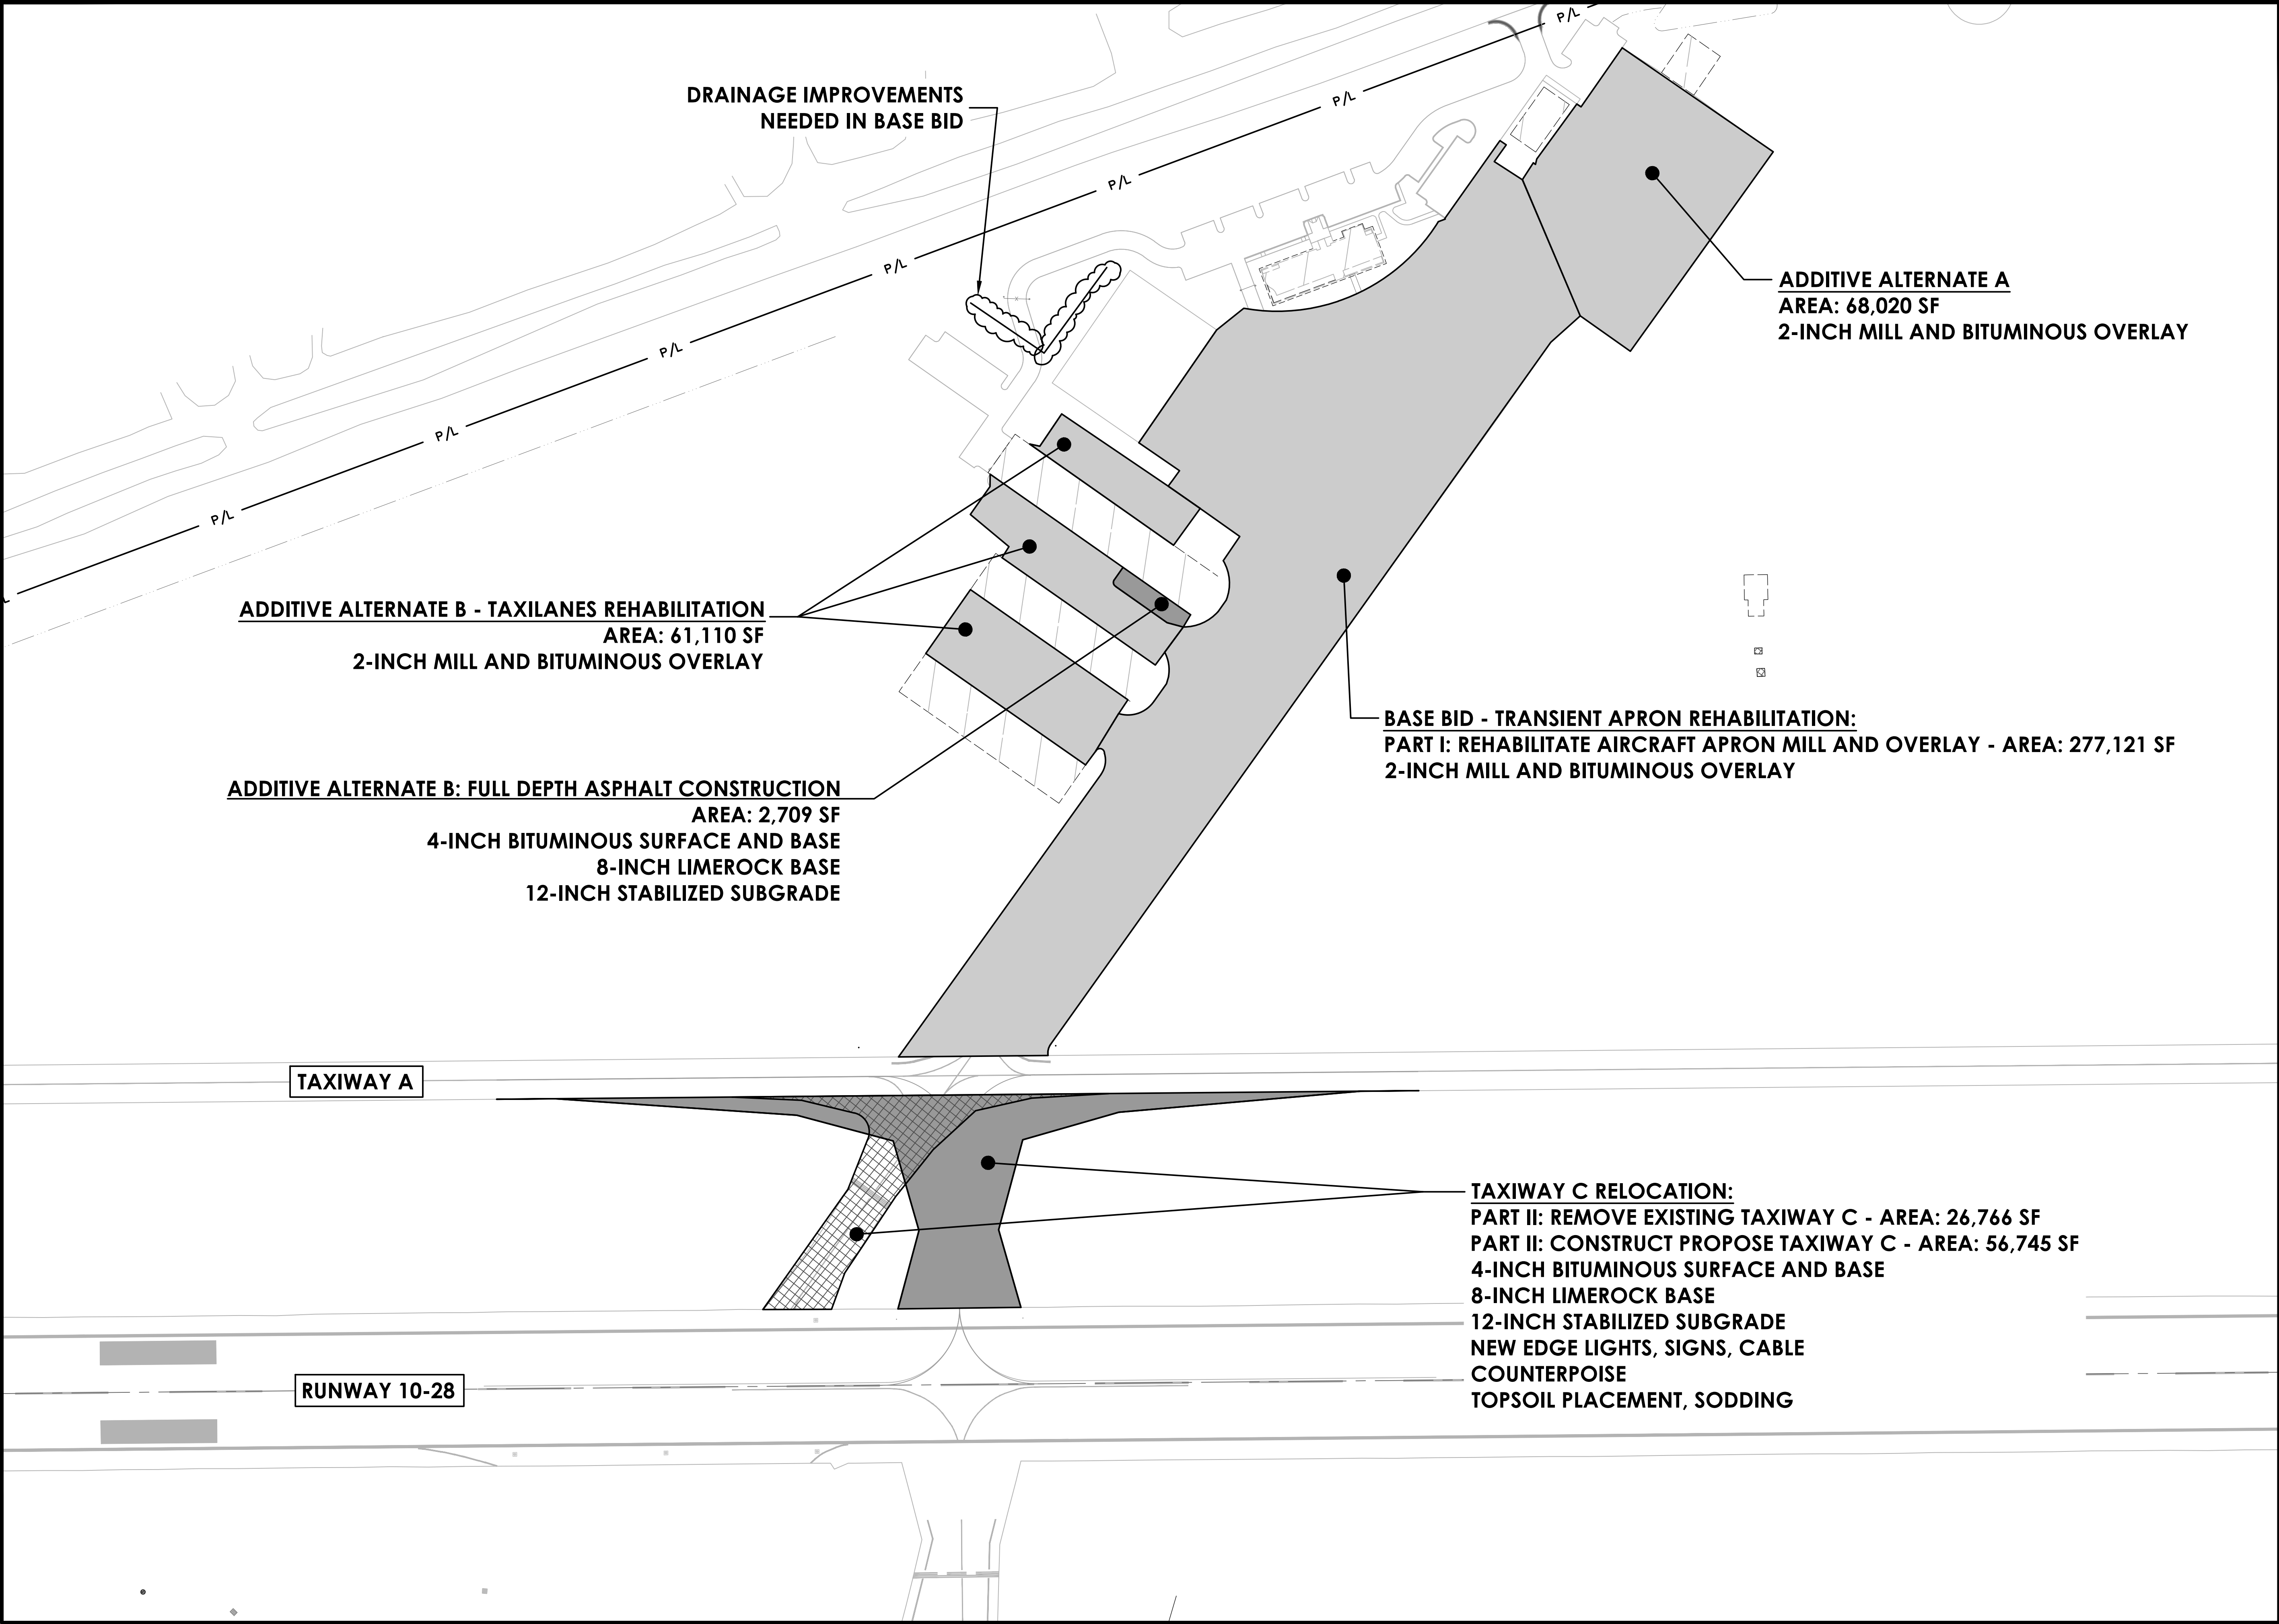 P/L
DRAINAGE IMPROVEMENTS
NEEDED IN BASE BID
P/L
P/L
P/L
ADDITIVE ALTERNATE A
AREA: 68,020 SF
2-INCH MILL AND BITUMINOUS OVERLAY
P/L
P/L
P/L
ADDITIVE ALTERNATE B - TAXILANES REHABILITATION
AREA: 61,110 SF
2-INCH MILL AND BITUMINOUS OVERLAY
BASE BID - TRANSIENT APRON REHABILITATION:
PART I: REHABILITATE AIRCRAFT APRON MILL AND OVERLAY - AREA: 277,121 SF
2-INCH MILL AND BITUMINOUS OVERLAY
ADDITIVE ALTERNATE B: FULL DEPTH ASPHALT CONSTRUCTION
AREA: 2,709 SF
4-INCH BITUMINOUS SURFACE AND BASE
8-INCH LIMEROCK BASE
12-INCH STABILIZED SUBGRADE
TAXIWAY A
TAXIWAY C RELOCATION:
PART II: REMOVE EXISTING TAXIWAY C - AREA: 26,766 SF
PART II: CONSTRUCT PROPOSE TAXIWAY C - AREA: 56,745 SF
4-INCH BITUMINOUS SURFACE AND BASE
8-INCH LIMEROCK BASE
12-INCH STABILIZED SUBGRADE
NEW EDGE LIGHTS, SIGNS, CABLE
COUNTERPOISE
TOPSOIL PLACEMENT, SODDING
RUNWAY 10-28